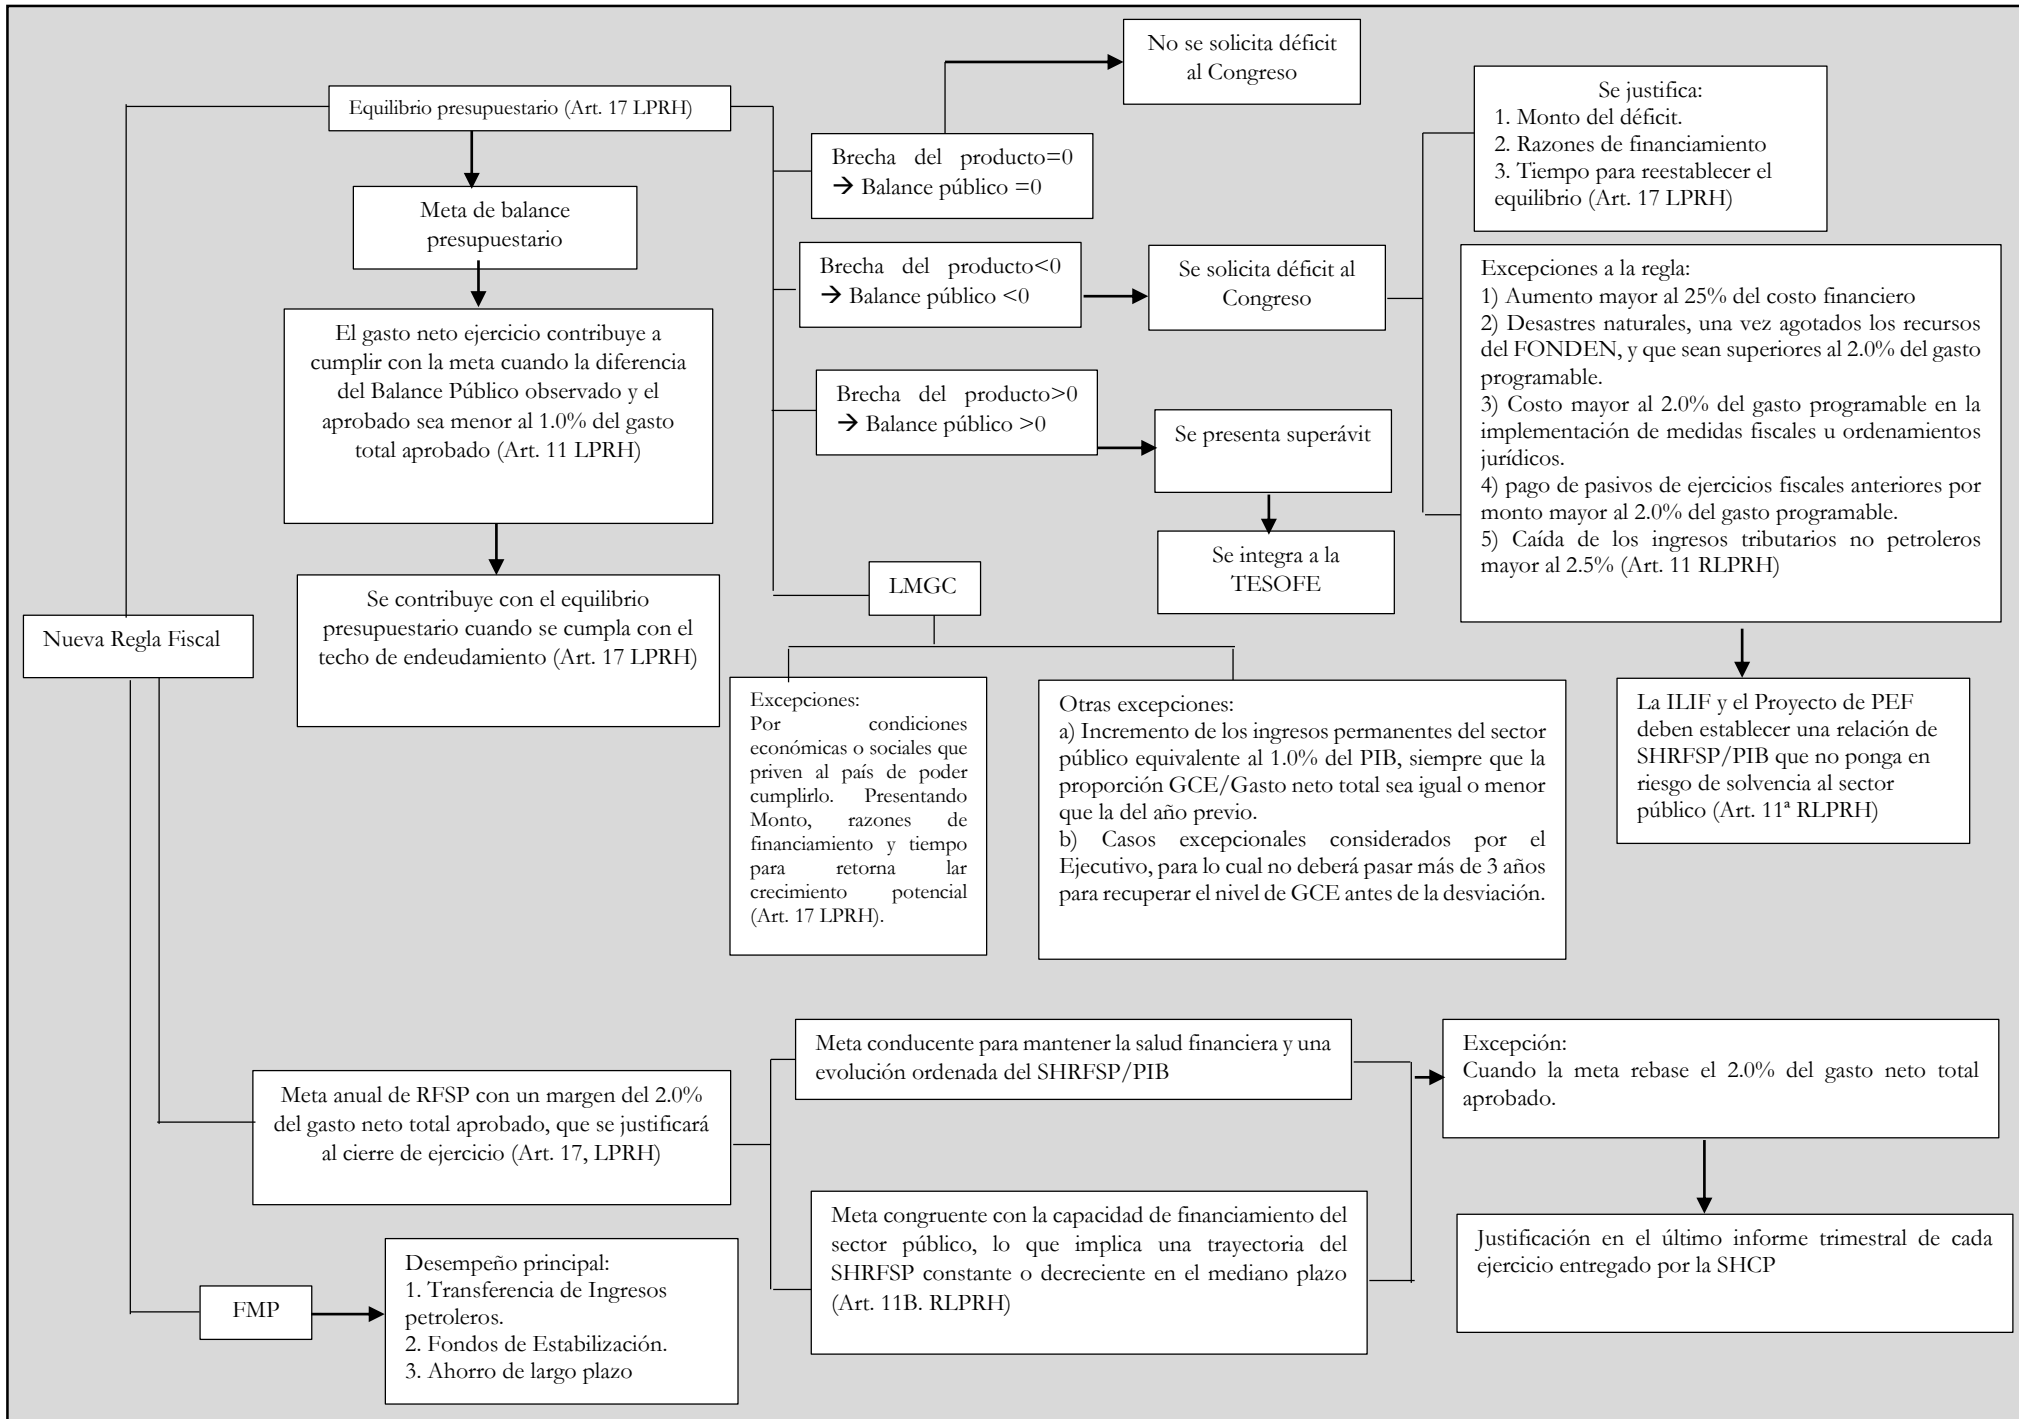 No se solicita déficit
al Congreso
Equilibrio presupuestario (Art. 17 LPRH)
Se justifica:
1. Monto del déficit.
2. Razones de financiamiento
3. Tiempo para reestablecer el
equilibrio (Art. 17 LPRH)
Brecha del producto=0
→ Balance público =0
Meta de balance
presupuestario
Brecha del producto<0
→ Balance público <0
Se solicita déficit al
Congreso
Excepciones a la regla:
1) Aumento mayor al 25% del costo financiero
2) Desastres naturales, una vez agotados los recursos
del FONDEN, y que sean superiores al 2.0% del gasto
programable.
3) Costo mayor al 2.0% del gasto programable en la
implementación de medidas fiscales u ordenamientos
jurídicos.
4) pago de pasivos de ejercicios fiscales anteriores por
monto mayor al 2.0% del gasto programable.
5) Caída de los ingresos tributarios no petroleros
mayor al 2.5% (Art. 11 RLPRH)
El gasto neto ejercicio contribuye a
cumplir con la meta cuando la diferencia
del Balance Público observado y el
aprobado sea menor al 1.0% del gasto
total aprobado (Art. 11 LPRH)
Brecha del producto>0
→ Balance público >0
Se presenta superávit
Se integra a la
TESOFE
LMGC
Se contribuye con el equilibrio
presupuestario cuando se cumpla con el
techo de endeudamiento (Art. 17 LPRH)
Nueva Regla Fiscal
Excepciones:
Por condiciones
económicas o sociales que
priven al país de poder
cumplirlo. Presentando
Monto, razones de
financiamiento y tiempo
para retorna lar
crecimiento potencial
(Art. 17 LPRH).
Otras excepciones:
a) Incremento de los ingresos permanentes del sector
público equivalente al 1.0% del PIB, siempre que la
proporción GCE/Gasto neto total sea igual o menor
que la del año previo.
b) Casos excepcionales considerados por el
Ejecutivo, para lo cual no deberá pasar más de 3 años
para recuperar el nivel de GCE antes de la desviación.
La ILIF y el Proyecto de PEF
deben establecer una relación de
SHRFSP/PIB que no ponga en
riesgo de solvencia al sector
público (Art. 11ª RLPRH)
Meta conducente para mantener la salud financiera y una
evolución ordenada del SHRFSP/PIB
Excepción:
Cuando la meta rebase el 2.0% del gasto neto total
aprobado.
Meta anual de RFSP con un margen del 2.0%
del gasto neto total aprobado, que se justificará
al cierre de ejercicio (Art. 17, LPRH)
Meta congruente con la capacidad de financiamiento del
sector público, lo que implica una trayectoria del
SHRFSP constante o decreciente en el mediano plazo
(Art. 11B. RLPRH)
Justificación en el último informe trimestral de cada
ejercicio entregado por la SHCP
FMP
Desempeño principal:
1. Transferencia de Ingresos
petroleros.
2. Fondos de Estabilización.
3. Ahorro de largo plazo